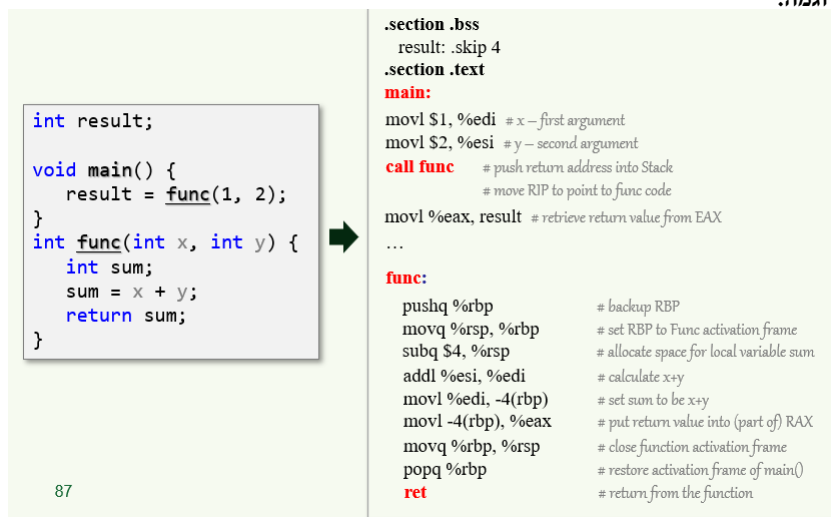 int result;
void main() {
result = func(1, 2);
}
int func(int x, int y) {
int sum;
sum = x + y;
return sum;
}
87
.section .bss
result: .skip 4
.section .text
main:
movl $1, %edi # x – first argument
movl $2, %esi # y – second argument
call func # push return address into Stack
# move RIP to point to func code
movl %eax, result # retrieve return value from EAX
…
func:
pushq %rbp # backup RBP
movq %rsp, %rbp # set RBP to Func activation frame
subq $4, %rsp # allocate space for local variable sum
addl %esi, %edi # calculate x+y
movl %edi, -4(rbp) # set sum to be x+y
movl -4(rbp), %eax # put return value into (part of) RAX
movq %rbp, %rsp # close function activation frame
popq %rbp # restore activation frame of main()
ret # return from the function